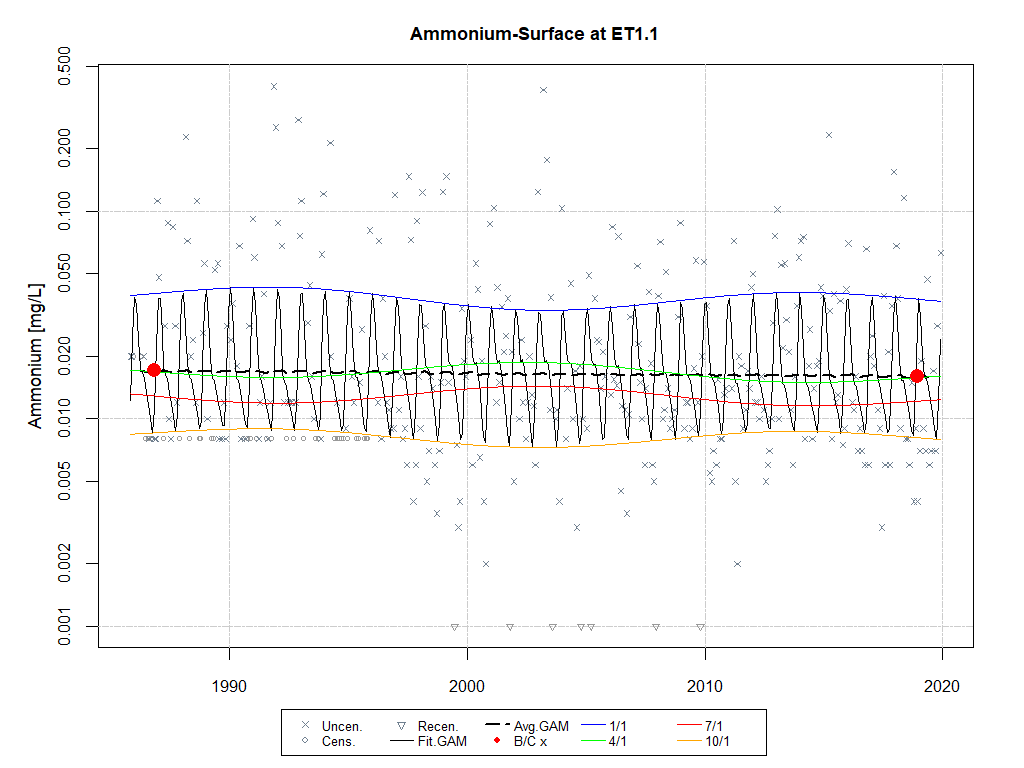 Ammonium-Surface at ET1.1
Ammonium [mg/L]
0.500
0.200
0.100
0.050
0.020
0.010
0.005
0.002
0.001
1990 2000 2010 2020
Uncen. Recen. Avg.GAM 1/1 7/1
Cens. Fit.GAM B/C x 4/1 10/1